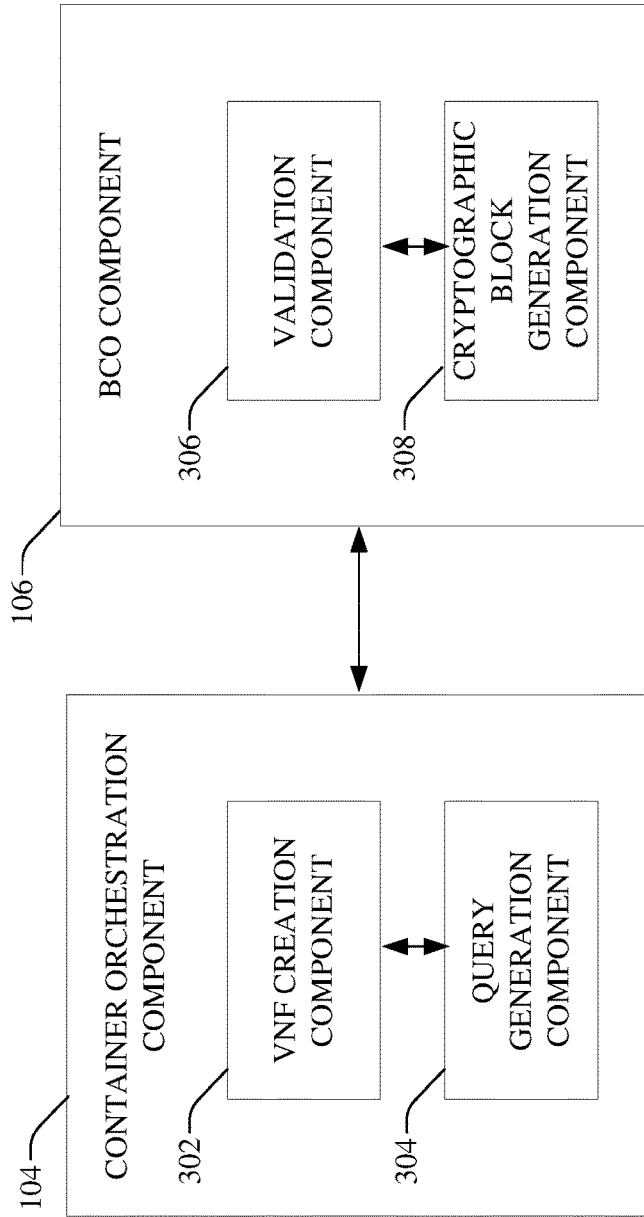 104
CONTAINER ORCHESTRATION
COMPONENT
302
VNF CREATION
COMPONENT
304
QUERY
GENERATION
COMPONENT
106
BCO COMPONENT
306
VALIDATION
COMPONENT
308
CRYPTOGRAPHIC
BLOCK
GENERATION
COMPONENT